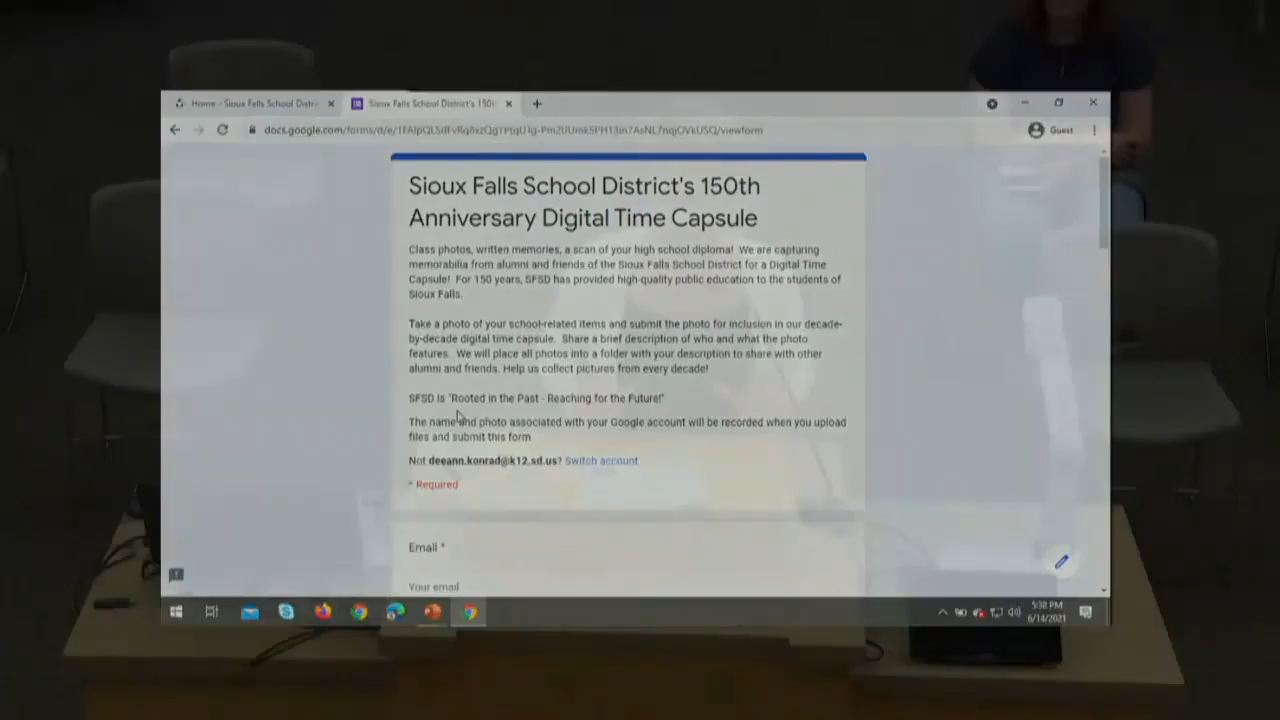 Home - Sioux Falls School Distri
Sioux Falls School District's 150t
Guest
Sioux Falls School District's 150th
Anniversary Digital Time Capsule
Class photos, written memories, a scan of your high school diploma! We are capturing
memorabilia from alumni and friends of the Sioux Falls School District for a Digital Time
Capsule! For 150 years, SFSD has provided high-quality public education to the students of
Sioux Falls.
Take a photo of your school-related items and submit the photo for inclusion in our decade-
by-decade digital time capsule. Share a brief description of who and what the photo
features. We will place all photos into a folder with your description to share with other
alumni and friends. Help us collect pictures from every decade!
SFSD is "Rooted in the Past - Reaching for the Future!"
The name and photo associated with your Google account will be recorded when you upload
files and submit this form
Not deeann.konrad@k12.sd.us? Switch account
* Required
Email *
Your email
5:38 PM
6/14/2021